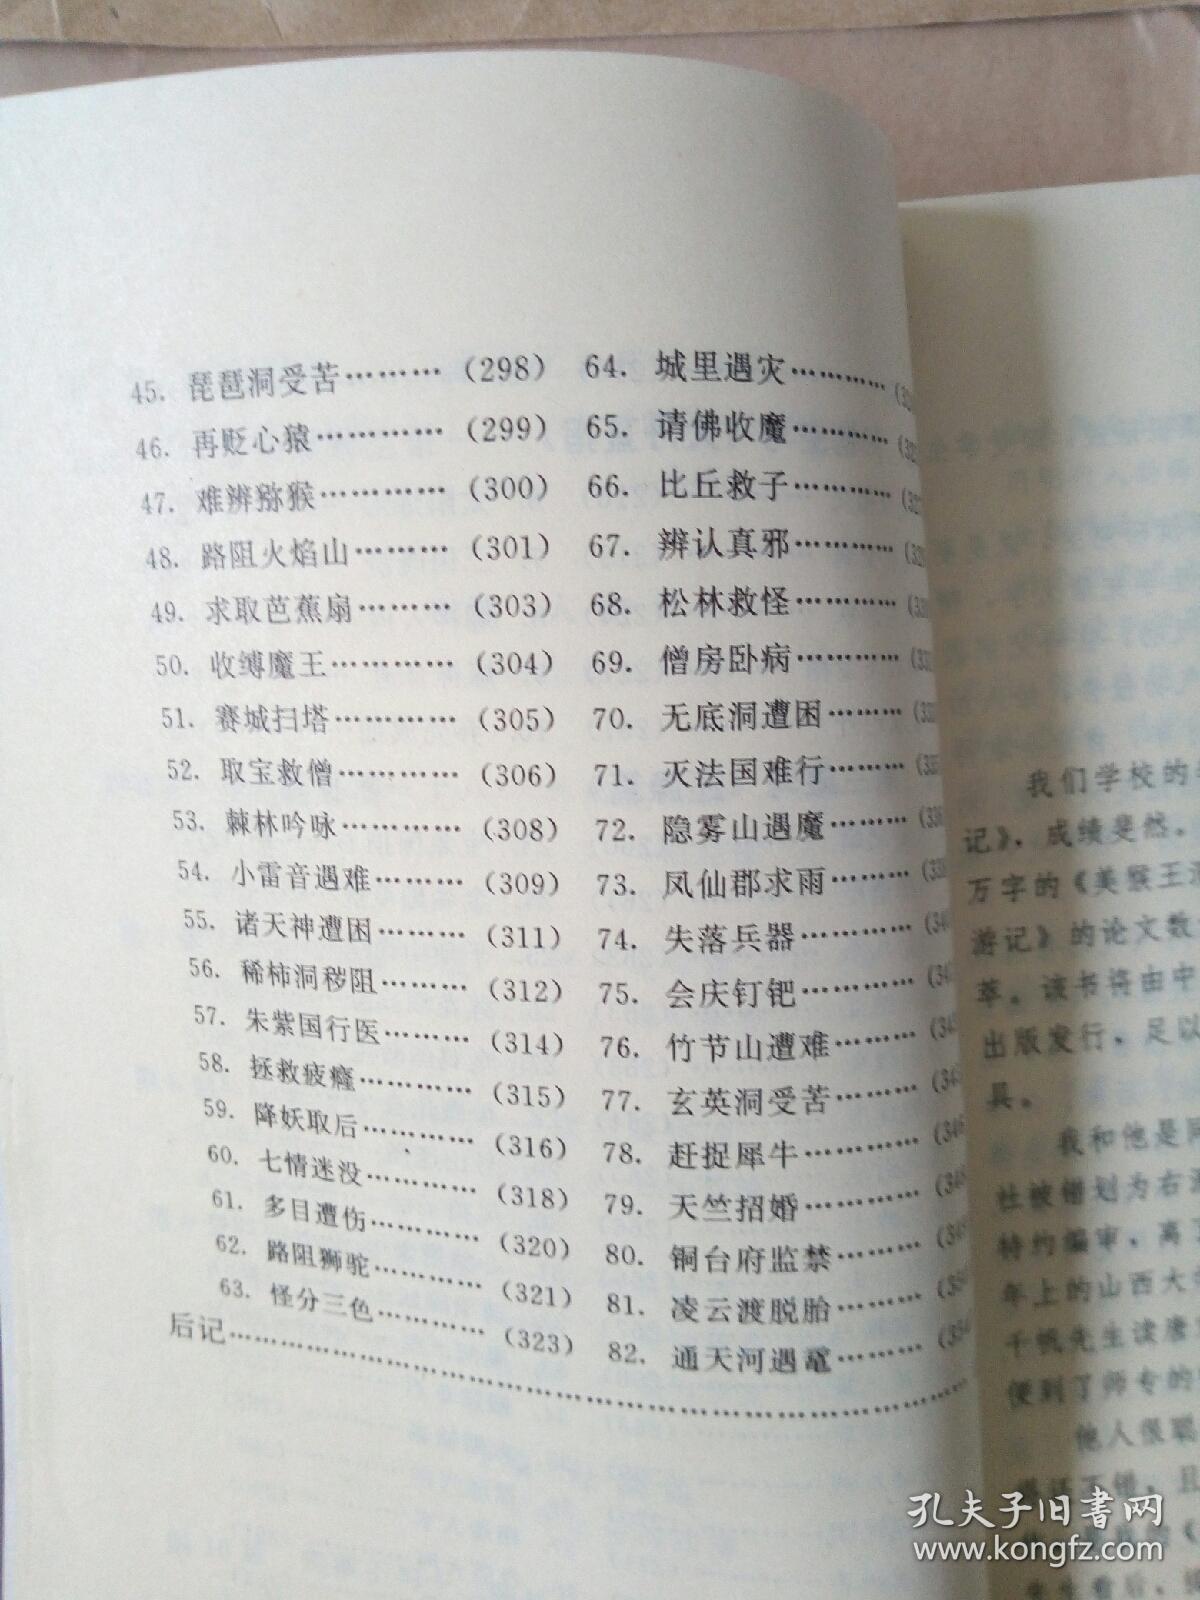 45. 琵琶洞受苦………(298)
46. 再贬心猿…………(299)
47. 难辨猕猴…………(300)
48. 路阻火焰山………(301)
49. 求取芭蕉扇………(303)
50. 收缚魔王…………(304)
51. 赛城扫塔…………(305)
52. 取宝救僧…………(306)
53. 棘林吟咏…………(308)
54. 小雷音遇难………(309)
55. 诸天神遭困………(311)
56. 稀柿洞秽阻………(312)
57. 朱紫国行医………(314)
58. 拯救疲癃…………(315)
59. 降妖取后…………(316)
60. 七情迷没…………(318)
61. 多目遭伤…………(320)
62. 路阻狮驼…………(321)
63. 怪分三色…………(323)
64. 城里遇灾…………
65. 请佛收魔…………
66. 比丘救子…………
67. 辨认真邪…………
68. 松林救怪…………
69. 僧房卧病…………
70. 无底洞遭困………
71. 灭法国难行………
72. 隐雾山遇魔………
73. 凤仙郡求雨………
74. 失落兵器…………
75. 会庆钉钯…………
76. 竹节山遭难………
77. 玄英洞受苦………
78. 赶捉犀牛…………
79. 天竺招婚…………
80. 铜台府监禁………
81. 凌云渡脱胎………
82. 通天河遇鼋………
后记……………………………………………
我们学校的
记》，成绩斐然。
万字的《美猴王
游记》的论文数
萃。该书将由中
出版发行，足以
具。
我和他是同
杜被错划为右
特约编审，离
年上的山西大
千帆先生读唐
便到了师专的
他人很聪
孔夫子旧书网
www.kongfz.com